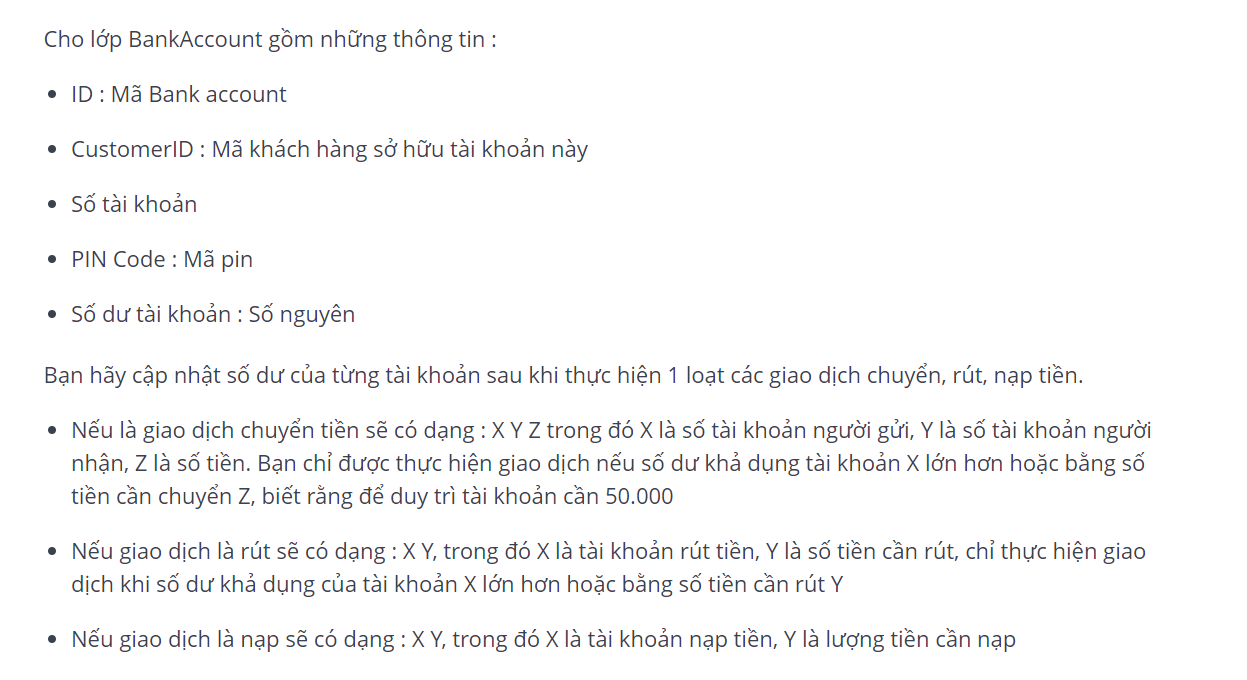 Cho lớp BankAccount gồm những thông tin :
• ID : Mã Bank account
• CustomerID : Mã khách hàng sở hữu tài khoản này
• Số tài khoản
• PIN Code : Mã pin
• Số dư tài khoản : Số nguyên
Bạn hãy cập nhật số dư của từng tài khoản sau khi thực hiện 1 loạt các giao dịch chuyển, rút, nạp tiền.
• Nếu là giao dịch chuyển tiền sẽ có dạng : X Y Z trong đó X là số tài khoản người gửi, Y là số tài khoản người
nhận, Z là số tiền. Bạn chỉ được thực hiện giao dịch nếu số dư khả dụng tài khoản X lớn hơn hoặc bằng số
tiền cần chuyển Z, biết rằng để duy trì tài khoản cần 50.000
• Nếu giao dịch là rút sẽ có dạng : X Y, trong đó X là tài khoản rút tiền, Y là số tiền cần rút, chỉ thực hiện giao
dịch khi số dư khả dụng của tài khoản X lớn hơn hoặc bằng số tiền cần rút Y
• Nếu giao dịch là nạp sẽ có dạng : X Y, trong đó X là tài khoản nạp tiền, Y là lượng tiền cần nạp